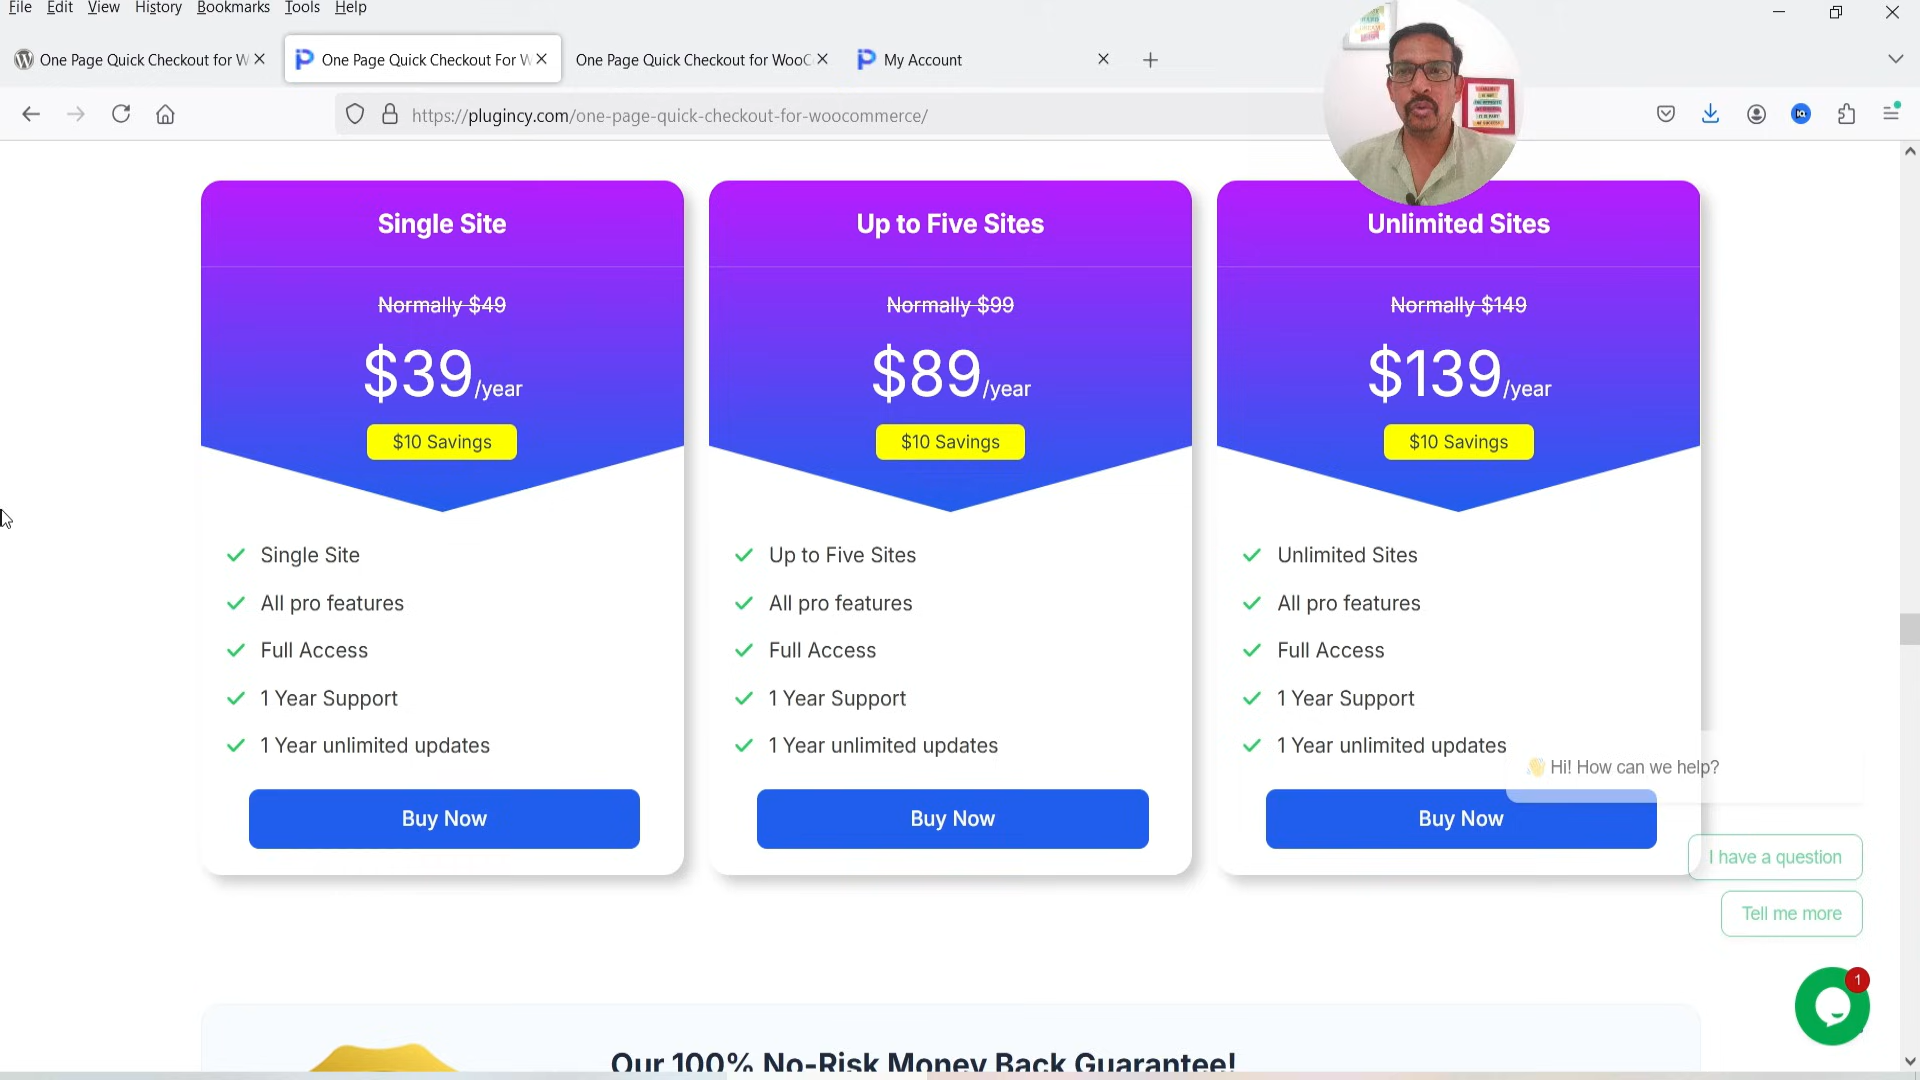 File Edit View History Bookmarks Tools Help
One Page Quick Checkout for W
One Page Quick Checkout For W
One Page Quick Checkout for WooC
My Account
https://plugincy.com/one-page-quick-checkout-for-woocommerce/
Single Site
Normally $49
$39/year
$10 Savings
Single Site
All pro features
Full Access
1 Year Support
1 Year unlimited updates
Buy Now
Up to Five Sites
Normally $99
$89/year
$10 Savings
Up to Five Sites
All pro features
Full Access
1 Year Support
1 Year unlimited updates
Buy Now
Unlimited Sites
Normally $149
$139/year
$10 Savings
Unlimited Sites
All pro features
Full Access
1 Year Support
1 Year unlimited updates
Buy Now
👋 Hi! How can we help?
I have a question
Tell me more
1
Our 100% No-Risk Money Back Guarantee!